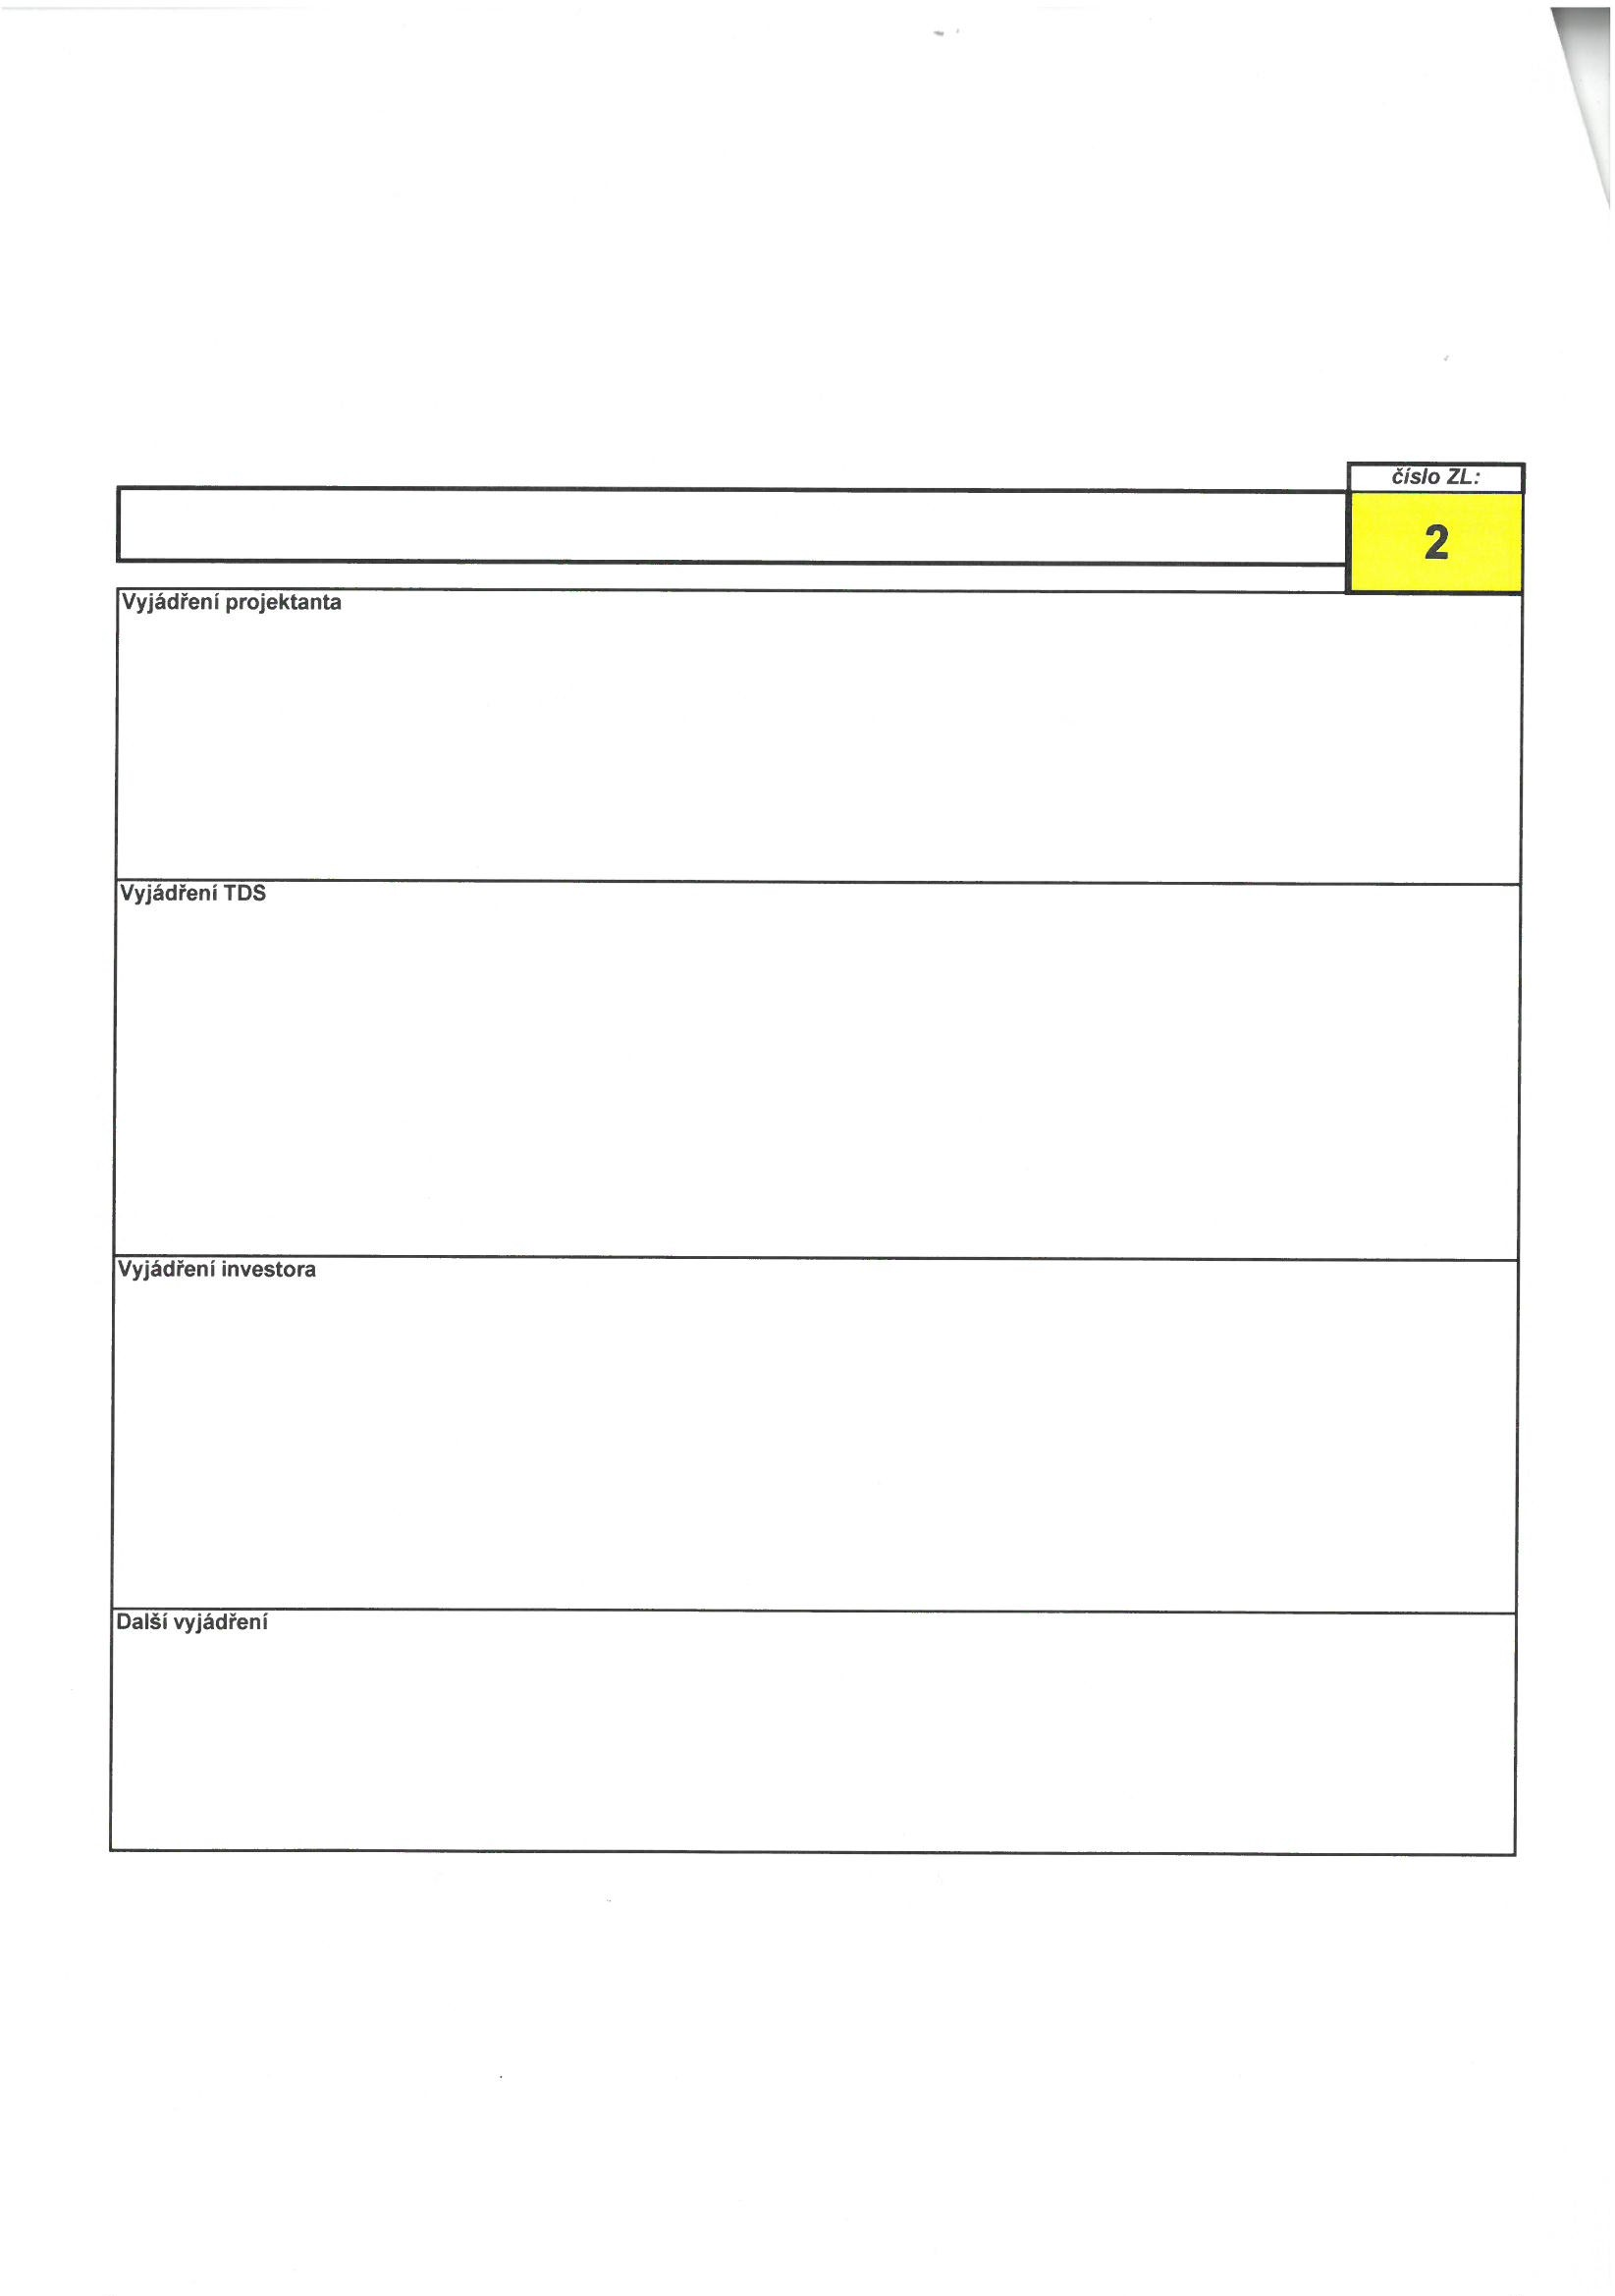 číslo ZL:
2
Vyjádření projektanta
Vyjádření TDS
Vyjádření investora
Další vyjádření